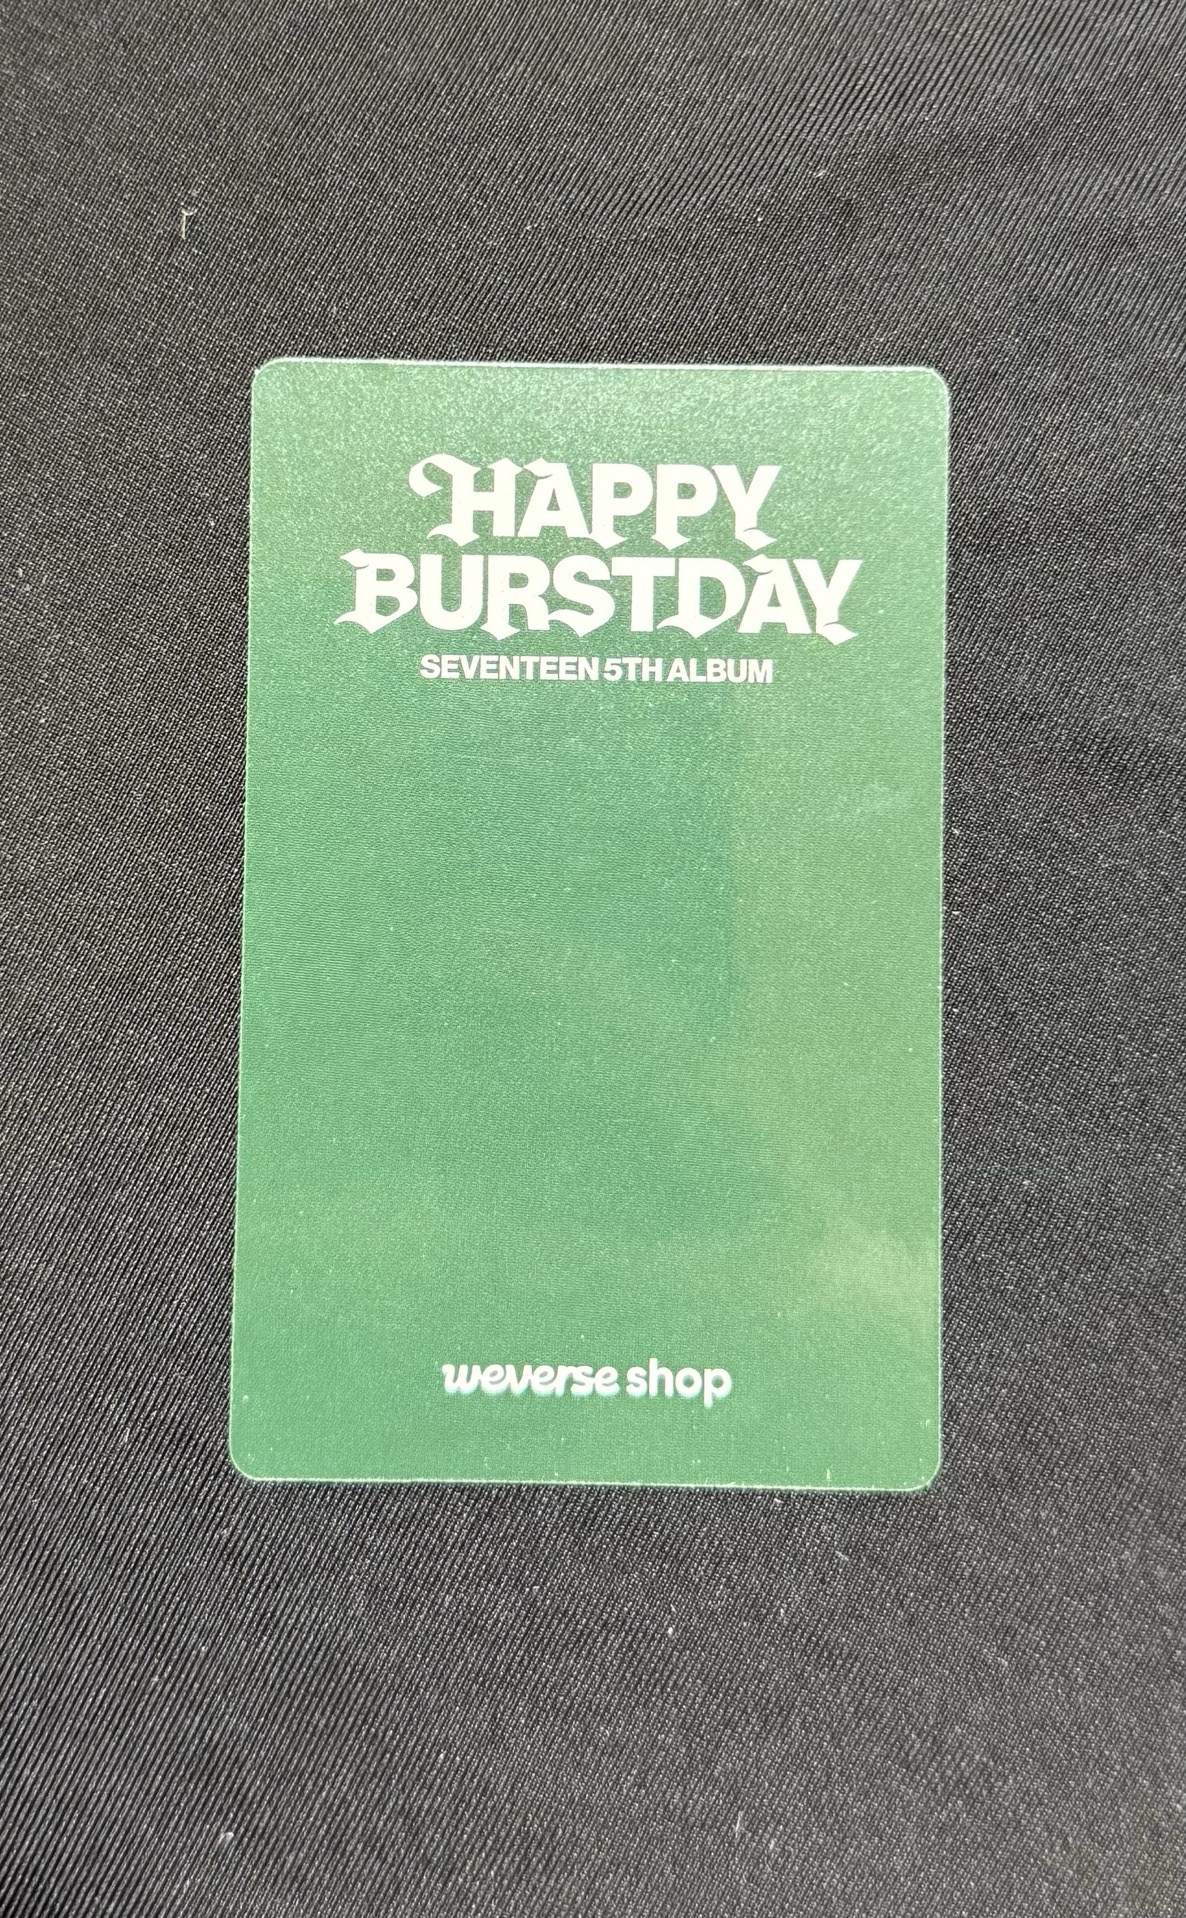 HAPPY
BURSTDAY
SEVENTEEN 5TH ALBUM
weverse shop